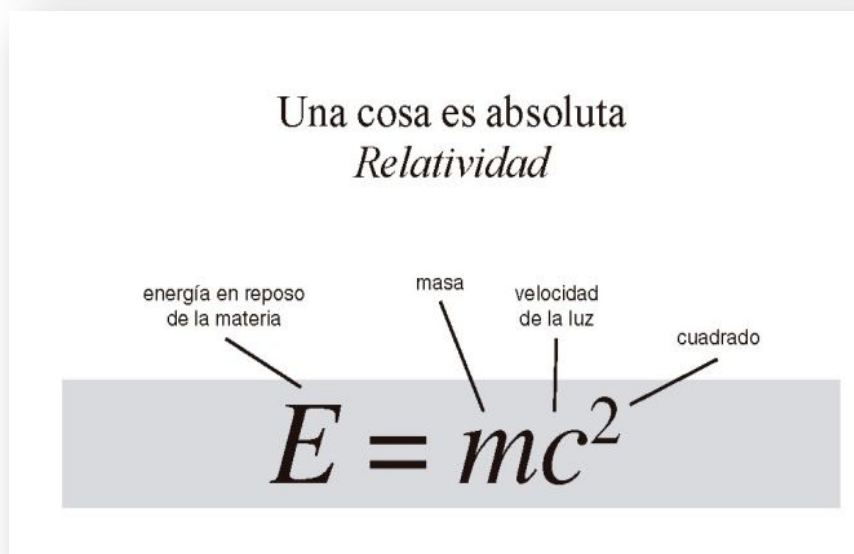 Una cosa es absoluta
Relatividad
energía en reposo
de la materia
masa
velocidad
de la luz
cuadrado
E = mc²